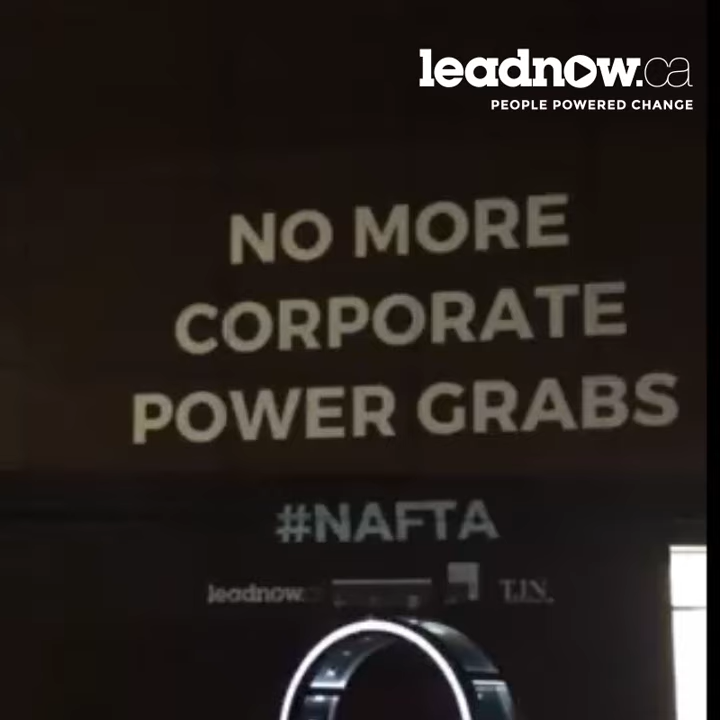 leadnow.ca
PEOPLE POWERED CHANGE
NO MORE
CORPORATE
POWER GRABS
#NAFTA
leadnow
T.J.N.